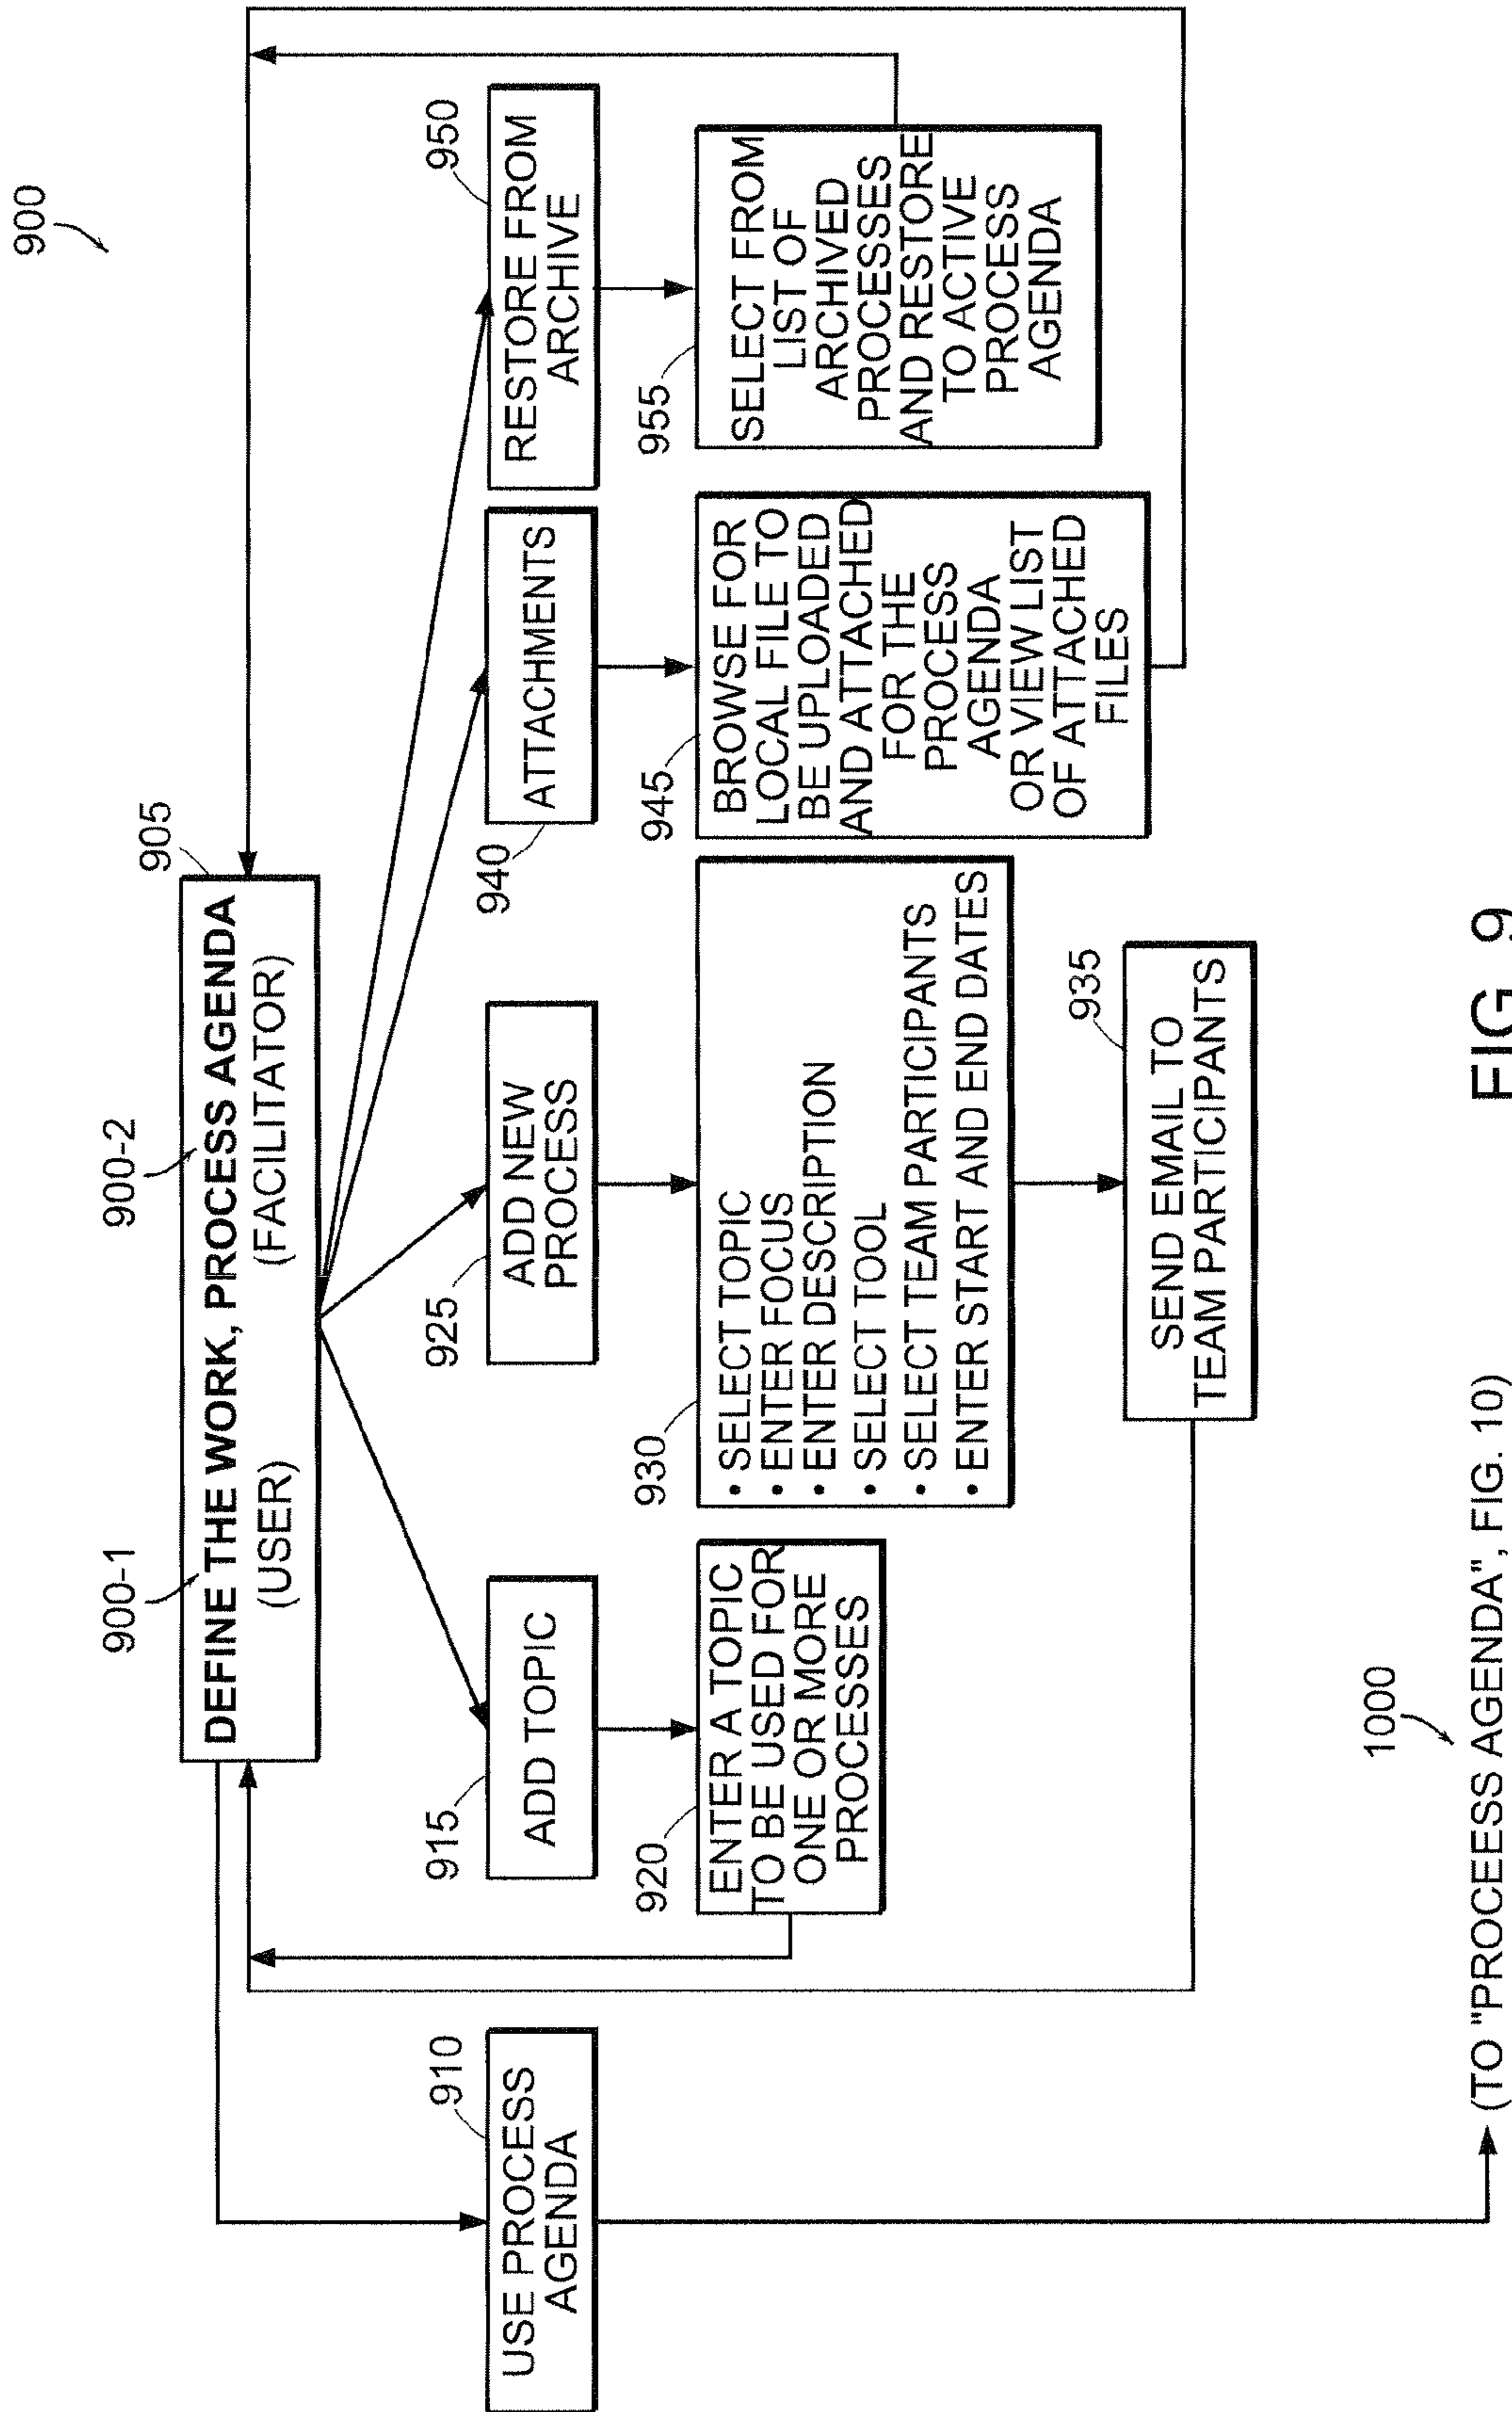 900
900-1
900-2
905
DEFINE THE WORK, PROCESS AGENDA
(USER)
(FACILITATOR)
910
USE PROCESS
AGENDA
915
ADD TOPIC
920
ENTER A TOPIC
TO BE USED FOR
ONE OR MORE
PROCESSES
925
ADD NEW
PROCESS
930
• SELECT TOPIC
• ENTER FOCUS
• ENTER DESCRIPTION
• SELECT TOOL
• SELECT TEAM PARTICIPANTS
• ENTER START AND END DATES
935
SEND EMAIL TO
TEAM PARTICIPANTS
940
ATTACHMENTS
945
BROWSE FOR
LOCAL FILE TO
BE UPLOADED
AND ATTACHED
FOR THE
PROCESS
AGENDA
OR VIEW LIST
OF ATTACHED
FILES
950
RESTORE FROM
ARCHIVE
955
SELECT FROM
LIST OF
ARCHIVED
PROCESSES
AND RESTORE
TO ACTIVE
PROCESS
AGENDA
1000
(TO "PROCEESS AGENDA", FIG. 10)
FIG. 9